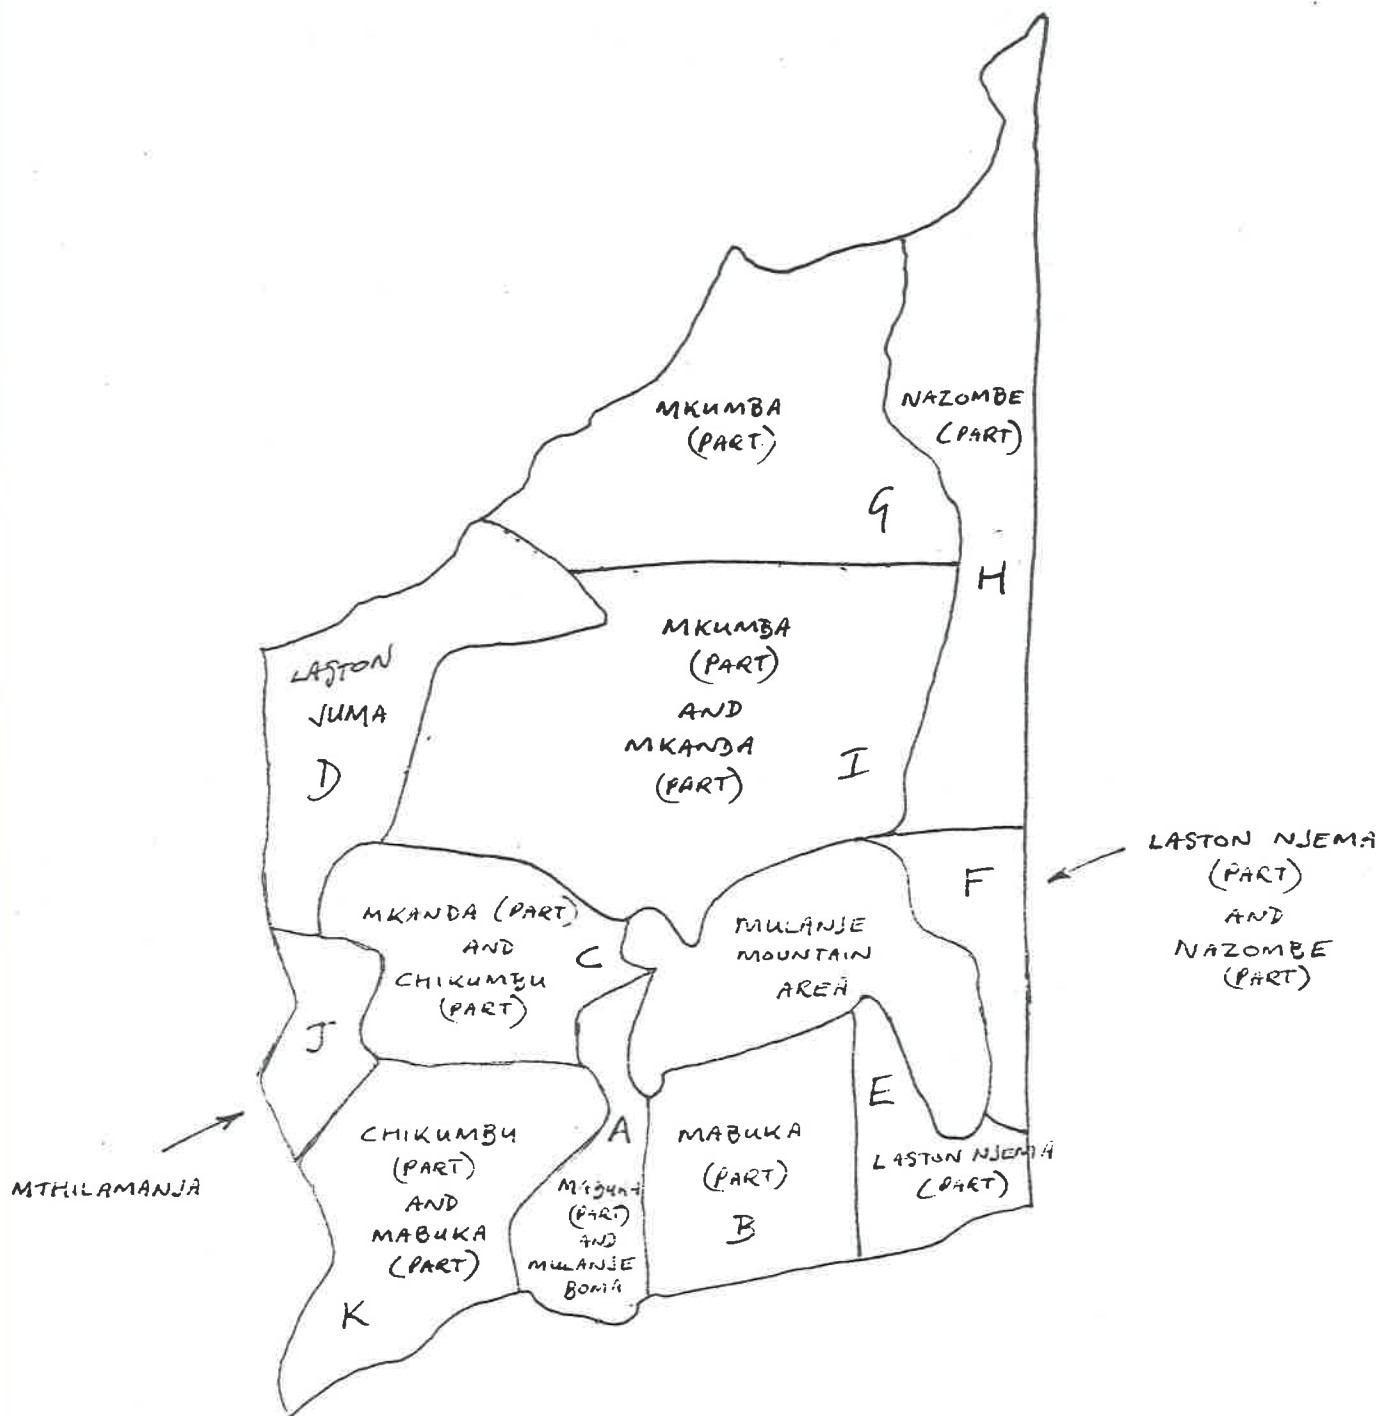 MKUMBA
(PART)
G
NAZOMBE
(PART)
H
MKUMBA
(PART)
AND
MKANDA
(PART)
I
LASTON
JUMA
D
F
LASTON NJEMA
(PART)
AND
NAZOMBE
(PART)
MKANDA (PART)
AND
CHIKUMBU
(PART)
C
MULANJE
MOUNTAIN
AREA
J
MTHILAMANJA
CHIKUMBU
(PART)
AND
MABUKA
(PART)
K
A
(PART)
AND
MULANJE
BOMA
MABUKA
(PART)
B
E
LASTON NJEMA
(PART)